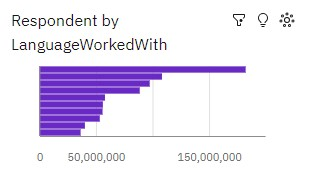 Respondent by
LanguageWorkedWith
0 50,000,000 150,000,000